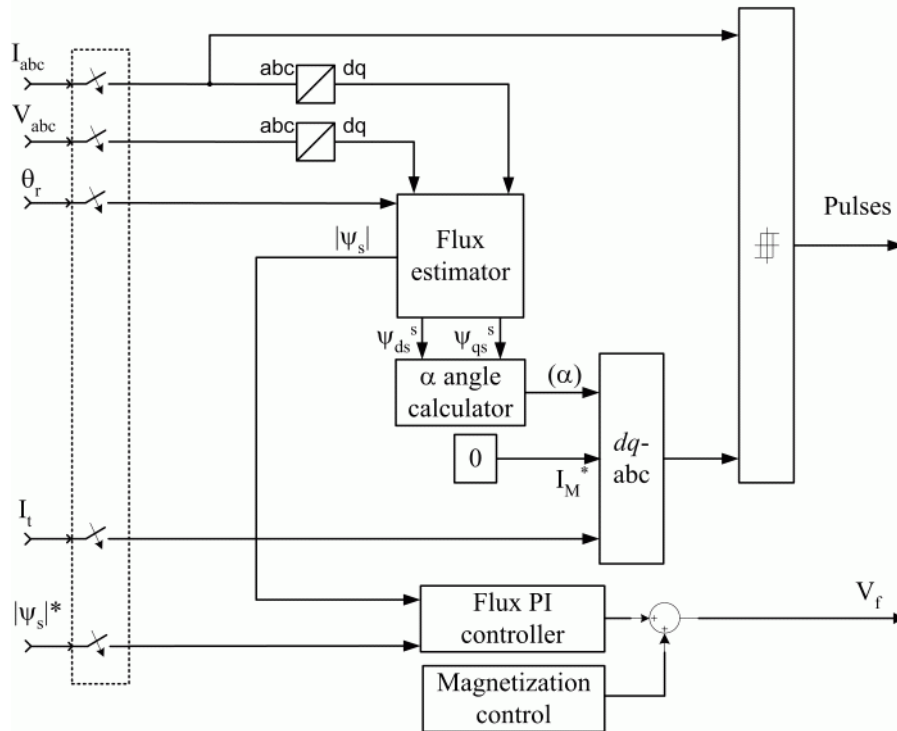 I_abc
abc dq
V_abc
abc dq
θ_r
Pulses
|ψ_s|
Flux
estimator
ψ_ds^s ψ_qs^s
α angle
calculator
(α)
dq-
abc
0
I_M^*
I_t
|ψ_s|*
Flux PI
controller
+
+
V_f
Magnetization
control